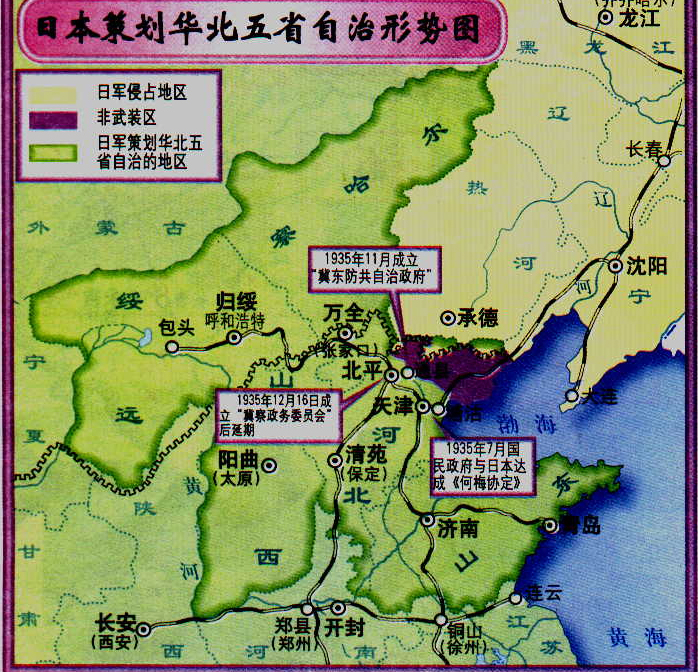 日本策划华北五省自治形势图
日军侵占地区
非武装区
日军策划华北五
省自治的地区
龙江
黑 龙 江
辽
长春
外 蒙 古
察 哈 尔
热
河
辽
河
宁
沈阳
1935年11月成立
“冀东防共自治政府”
承德
绥
远
归绥
呼和浩特
包头
万全
(张家口)
北平
通县
天津
塘沽
大连
渤 海
宁
夏
山
西
1935年12月16日成
立“冀察政务委员会”
后延期
河
北
1935年7月国
民政府与日本达
成《何梅协定》
阳曲
(太原)
清苑
(保定)
陕
西
黄
河
济南
青岛
山
东
甘
肃
长安
(西安)
郑县
(郑州)
开封
铜山
(徐州)
连云
河
南
江
苏
黄 海